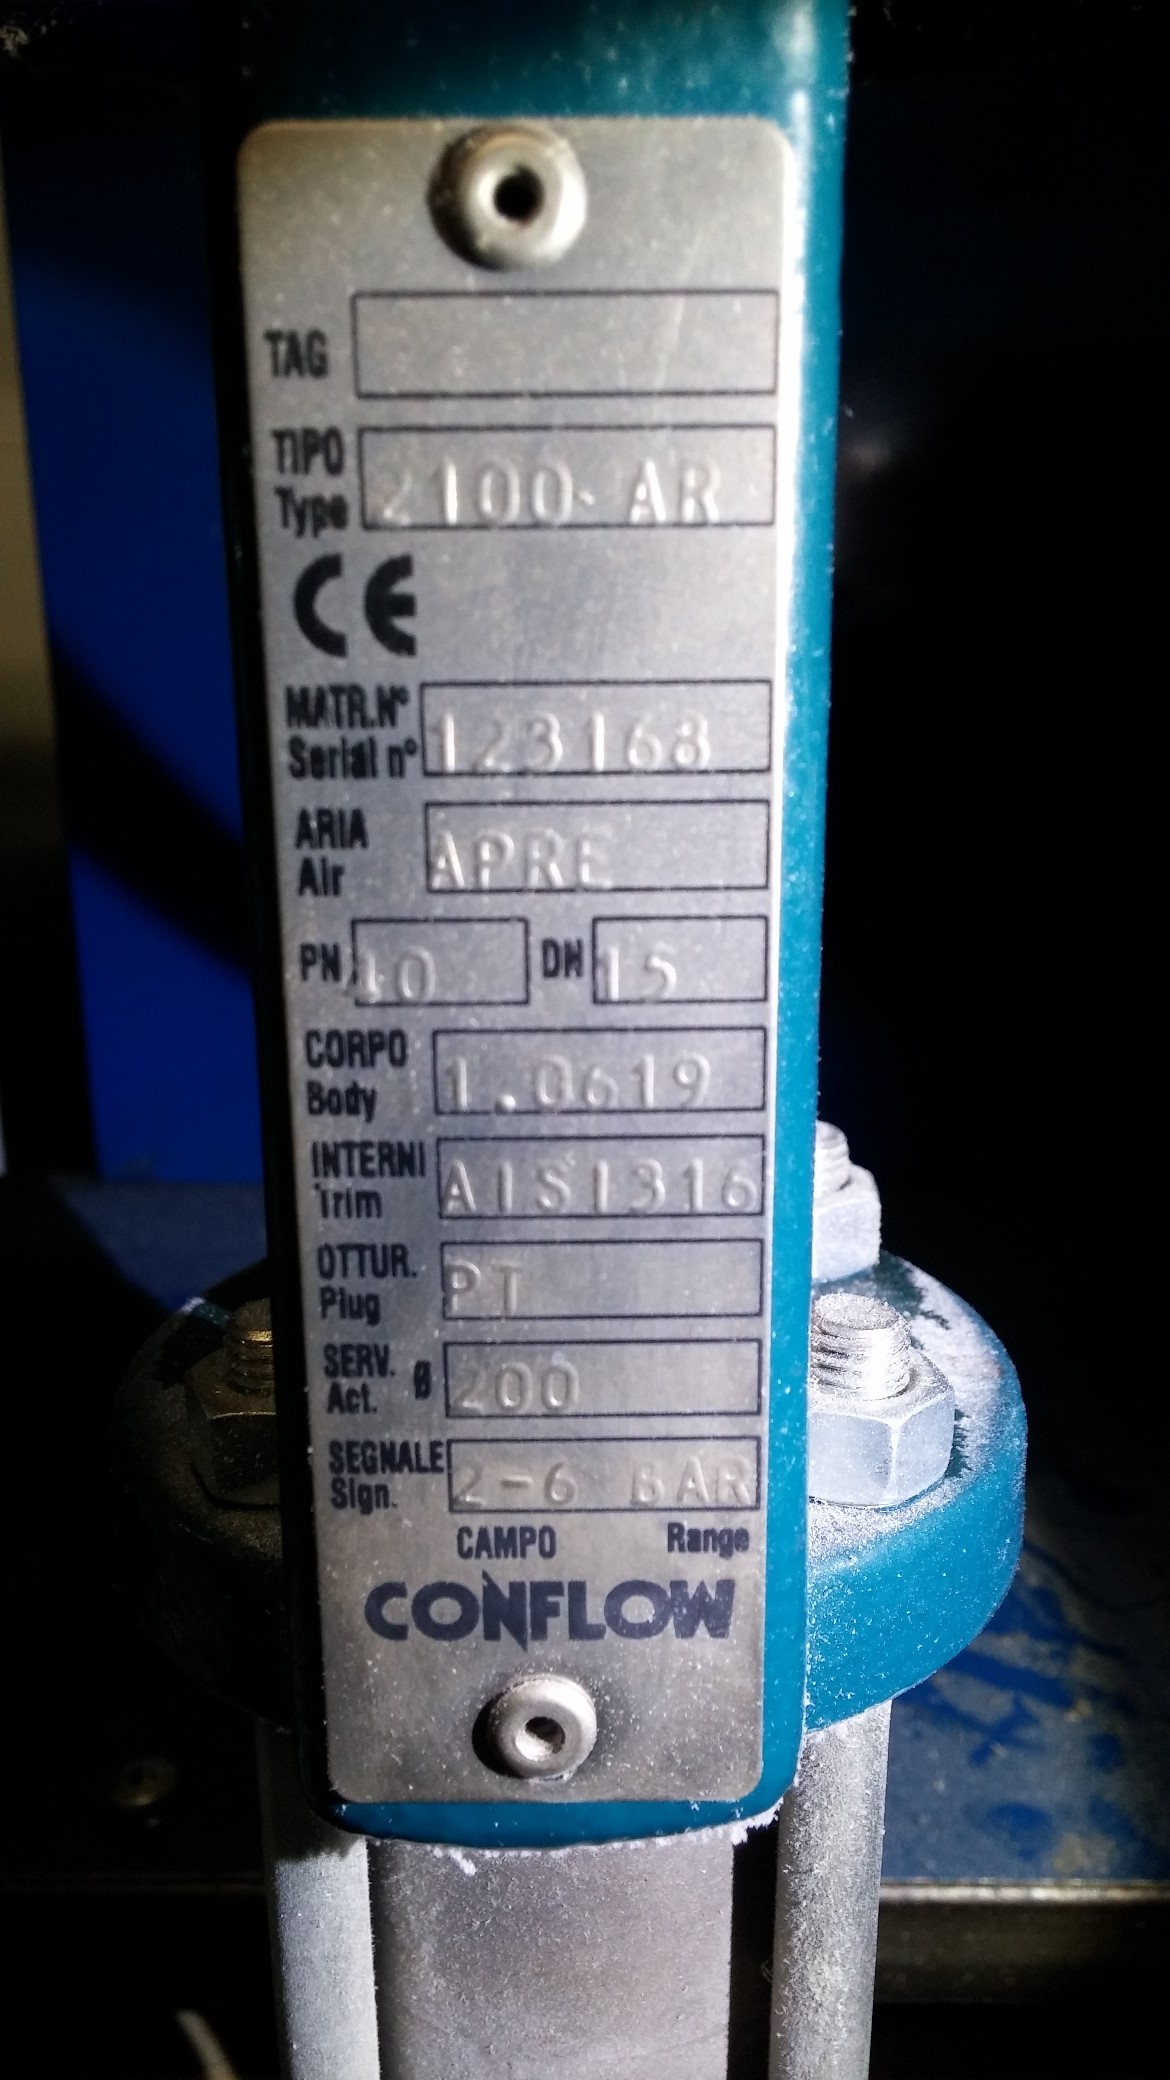 TAG
TIPO
Type 2100-AR
CE
MATR.N°
Serial n° 123168
ARIA
Air APRE
PN 40 DN 15
CORPO
Body 1.0619
INTERNI
Trim AISI316
OTTUR.
Plug PT
SERV.
Act. Ø 200
SEGNALE
Sign. 2-6 BAR
CAMPO Range
CONFLOW